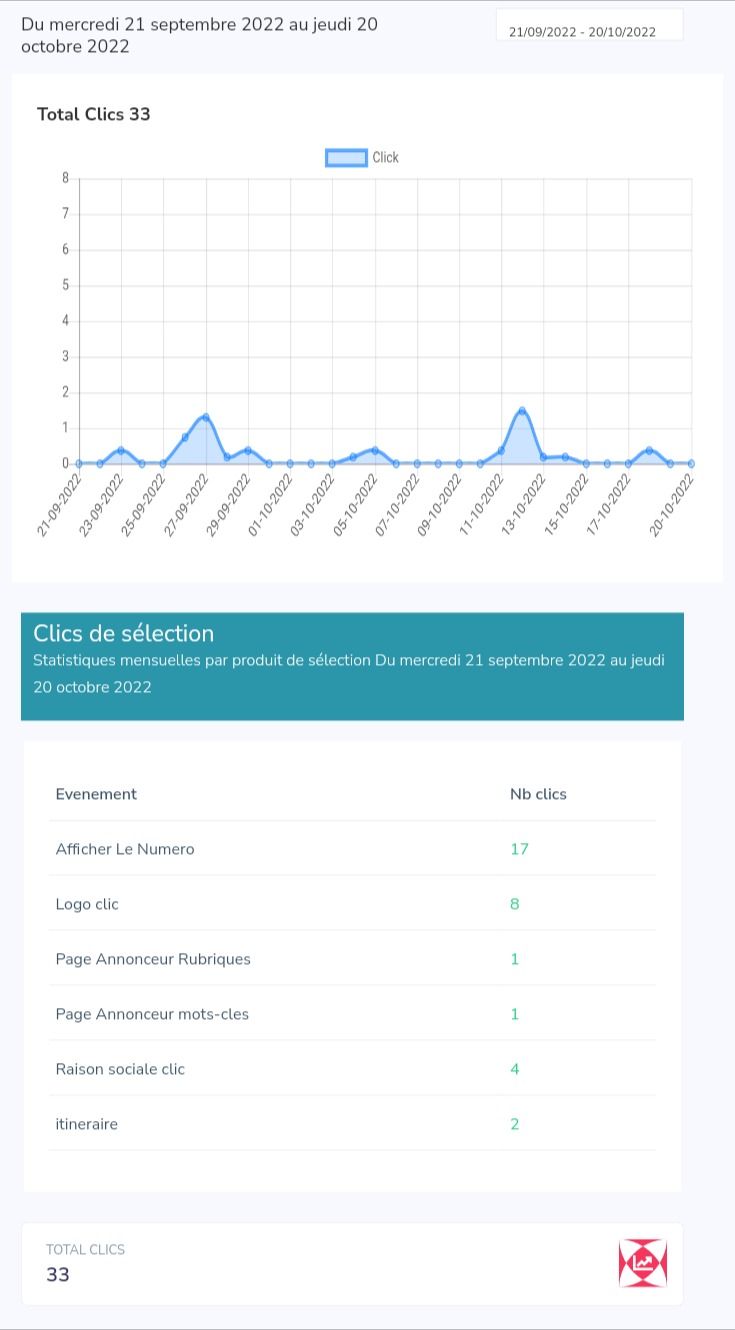 Du mercredi 21 septembre 2022 au jeudi 20
octobre 2022
21/09/2022 - 20/10/2022
Total Clics 33
Click
8
7
6
5
4
3
2
1
0
21-09-2022
23-09-2022
25-09-2022
27-09-2022
29-09-2022
01-10-2022
03-10-2022
05-10-2022
07-10-2022
09-10-2022
11-10-2022
13-10-2022
15-10-2022
17-10-2022
20-10-2022
Clics de sélection
Statistiques mensuelles par produit de sélection Du mercredi 21 septembre 2022 au jeudi
20 octobre 2022
Evenement Nb clics
Afficher Le Numero 17
Logo clic 8
Page Annonceur Rubriques 1
Page Annonceur mots-cles 1
Raison sociale clic 4
itineraire 2
TOTAL CLICS
33